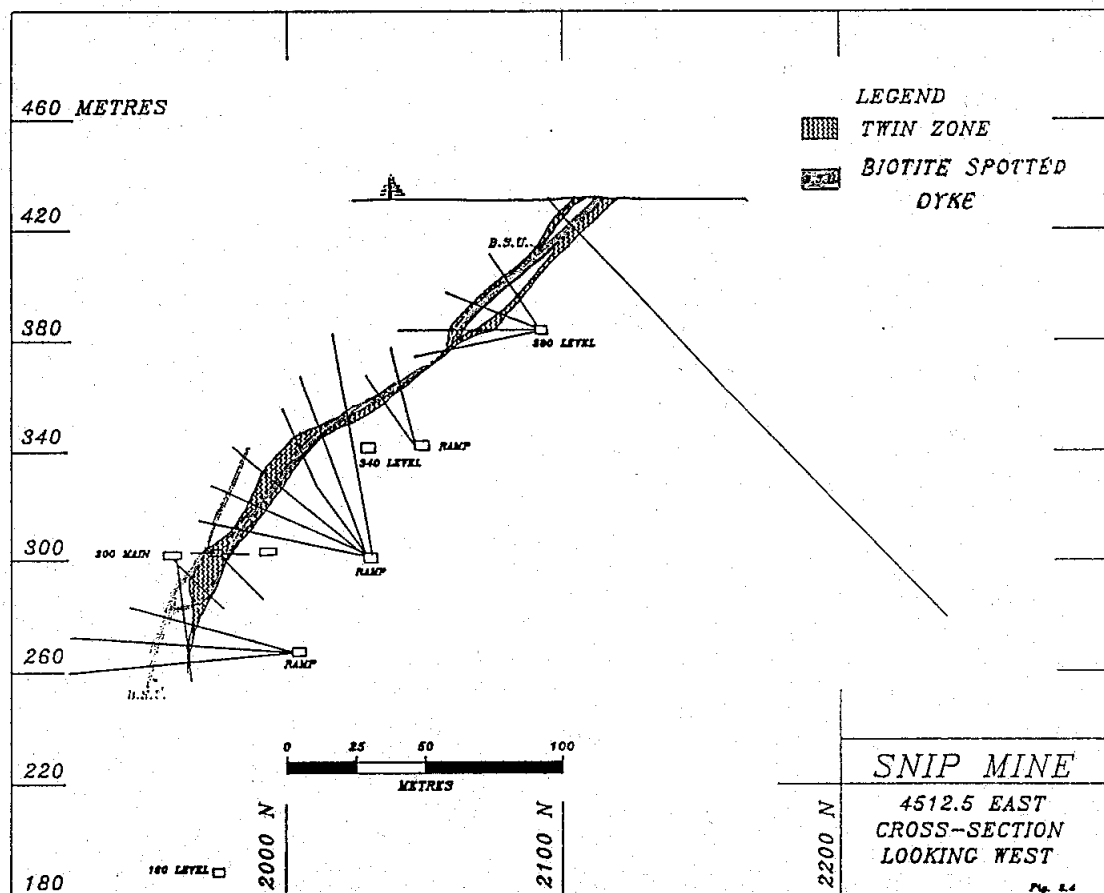 460 METRES
LEGEND
TWIN ZONE
BIOTITE SPOTTED
DYKE
420
B.S.U.
380
380 LEVEL
340
340 LEVEL
RAMP
300
300 MAIN
RAMP
260
RAMP
B.S.U.
0 25 50 100
METRES
220
SNIP MINE
4512.5 EAST
CROSS-SECTION
LOOKING WEST
2000 N
2100 N
2200 N
180
180 LEVEL